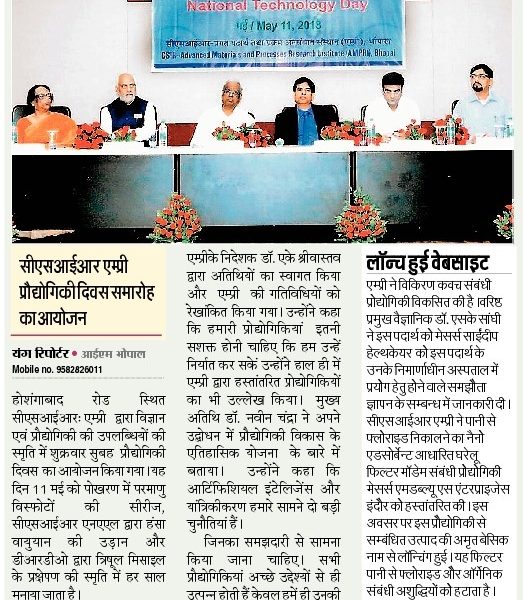 National Technology Day
मई / May 11, 2018
सीएसआईआर-प्रगत पदार्थ तथा प्रक्रम अनुसंधान संस्थान (एम्प्री), भोपाल
CSIR-Advanced Materials and Processes Research Institute (AMPRI), Bhopal
सीएसआईआर एम्प्री
प्रौद्योगिकी दिवस समारोह
का आयोजन
यंग रिपोर्टर • आईएम भोपाल
Mobile no. 9582826011
होशंगाबाद रोड स्थित
सीएसआईआरः एम्प्री द्वारा विज्ञान
एवं प्रौद्योगिकी की उपलब्धियों की
स्मृति में शुक्रवार सुबह प्रौद्योगिकी
दिवस का आयोजन किया गया। यह
दिन 11 मई को पोखरण में परमाणु
विस्फोटों की सीरीज,
सीएसआईआर एनएएल द्वारा हंसा
वायुयान की उड़ान और
डीआरडीओ द्वारा त्रिषूल मिसाइल
के प्रक्षेपण की स्मृति में हर साल
मनाया जाता है।
एम्प्रीके निदेशक डॉ. एके श्रीवास्तव
द्वारा अतिथियों का स्वागत किया
और एम्प्री की गतिविधियों को
रेखांकित किया गया। उन्होंने कहा
कि हमारी प्रौद्योगिकियां इतनी
सशक्त होनी चाहिए कि हम उन्हें
निर्यात कर सकें उन्होंने हाल ही में
एम्प्री द्वारा हस्तांतरित प्रोद्योगिकियों
का भी उल्लेख किया। मुख्य
अतिथि डॉ. नवीन चंद्रा ने अपने
उद्बोधन में प्रौद्योगिकी विकास के
एतिहासिक योजना के बारे में
बताया। उन्होंने कहा कि
आर्टिफिशियल इंटेलिजेंस और
यांत्रिकीकरण हमारे सामने दो बड़ी
चुनौतियां हैं।
जिनका समझदारी से सामना
किया जाना चाहिए। सभी
प्रौद्योगिकियां अच्छे उद्देश्यों से ही
उत्पन्न होती हैं केवल हमें ही उनकी
लॉन्च हुई वेबसाइट
एम्प्री ने विकिरण कवच संबंधी
प्रौद्योगिकी विकसित की है। वरिष्ठ
प्रमुख वैज्ञानिक डॉ. एसके सांघी
ने इस पदार्थ को मेसर्स साईंदीप
हेल्थकेयर को इस पदार्थ के
उनके निमार्णाधीन अस्पताल में
प्रयोग हेतु होने वाले समझौता
ज्ञापन के सम्बन्ध में जानकारी दी।
सीएसआईआर एम्प्री ने पानी से
फ्लोराइड निकालने का नैनो
एडसोर्बेन्ट आधारित घरेलू
फिल्टर मॉडेम संबंधी प्रौद्योगिकी
मेसर्स एमडब्ल्यू एस एंटरप्राइजेस
इंदौर को हस्तांतरित की। इस
अवसर पर इस प्रौद्योगिकी से
सम्बंधित उत्पाद की अमृत बेसिक
नाम से लॉन्चिंग हुई। यह फिल्टर
पानी से फ्लोराइड और ऑर्गेनिक
संबंधी अशुद्धियों को हटाता है।